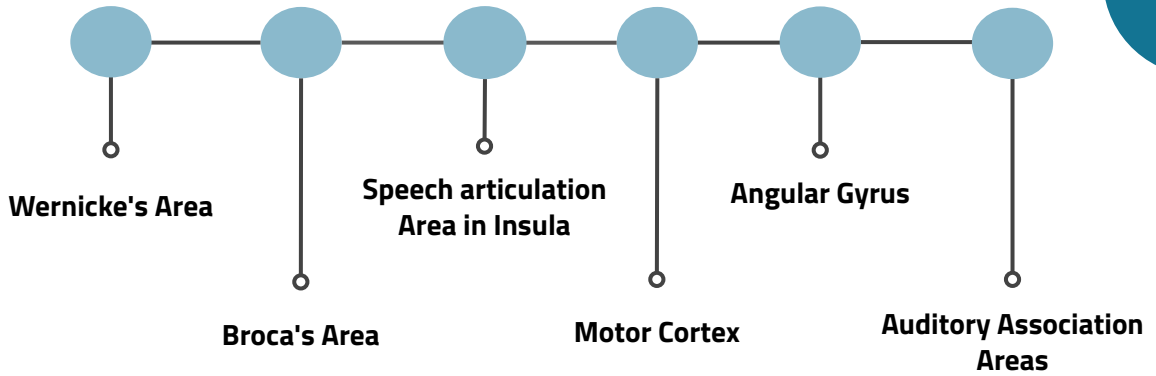 Wernicke's Area
Broca's Area
Speech articulation
Area in Insula
Motor Cortex
Angular Gyrus
Auditory Association
Areas